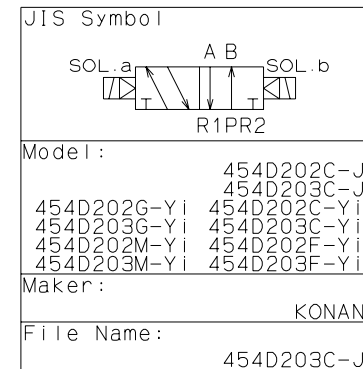 JIS Symbol
A B
SOL.a SOL.b
R1PR2
Model:
454D202C-J
454D203C-J
454D202G-Yi 454D202C-Yi
454D203G-Yi 454D203C-Yi
454D202M-Yi 454D202F-Yi
454D203M-Yi 454D203F-Yi
Maker:
KONAN
File Name:
454D203C-J